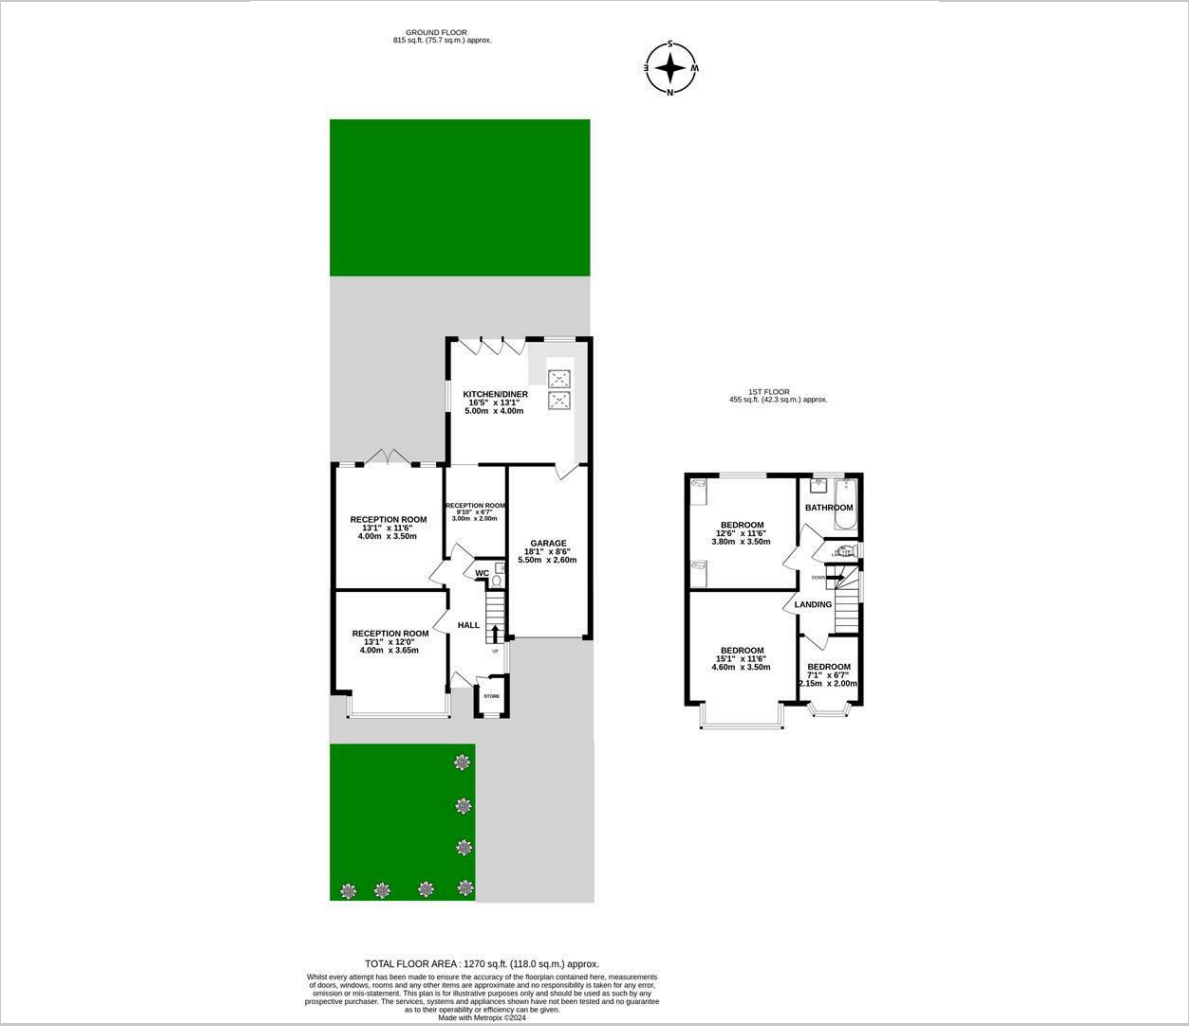 GROUND FLOOR
815 sq.ft. (75.7 sq.m.) approx.
S
E
W
N
KITCHEN/DINER
16'5" x 13'1"
5.00m x 4.00m
1ST FLOOR
455 sq.ft. (42.3 sq.m.) approx.
RECEPTION ROOM
13'1" x 11'6"
4.00m x 3.50m
RECEPTION ROOM
9'10" x 6'7"
3.00m x 2.00m
GARAGE
18'1" x 8'6"
5.50m x 2.60m
WC
HALL
UP
STORE
RECEPTION ROOM
13'1" x 12'0"
4.00m x 3.65m
BATHROOM
BEDROOM
12'6" x 11'6"
3.80m x 3.50m
DOWN
LANDING
BEDROOM
15'1" x 11'6"
4.60m x 3.50m
BEDROOM
7'1" x 6'7"
2.15m x 2.00m
TOTAL FLOOR AREA : 1270 sq.ft. (118.0 sq.m.) approx.
Whilst every attempt has been made to ensure the accuracy of the floorplan contained here, measurements
of doors, windows, rooms and any other items are approximate and no responsibility is taken for any error,
omission or mis-statement. This plan is for illustrative purposes only and should be used as such by any
prospective purchaser. The services, systems and appliances shown have not been tested and no guarantee
as to their operability or efficiency can be given.
Made with Metropix ©2024